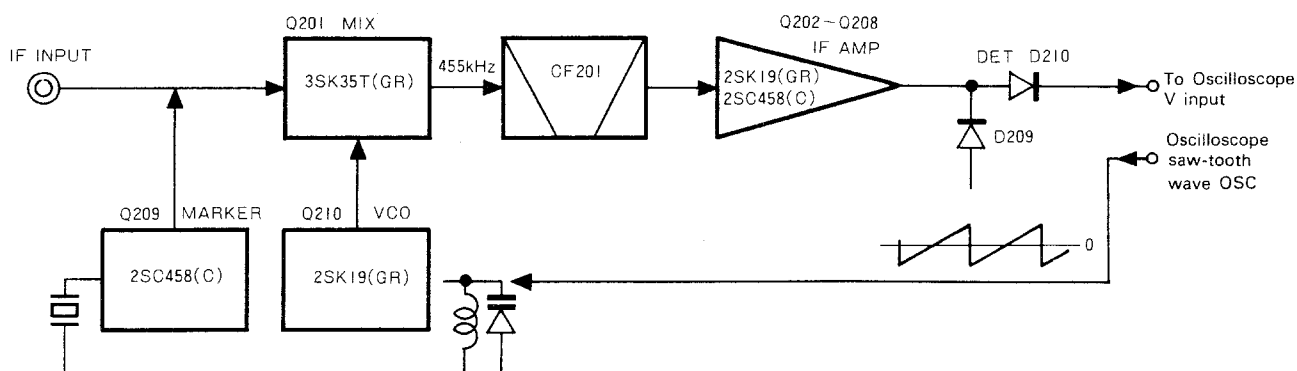 Q201 MIX
Q202~Q208
IF AMP
IF INPUT
3SK35T(GR)
455kHz
CF201
2SK19(GR)
2SC458(C)
DET D210
To Oscilloscope
V input
D209
Oscilloscope
saw-tooth
wave OSC
Q209 MARKER
Q210 VCO
2SC458(C)
2SK19(GR)
0